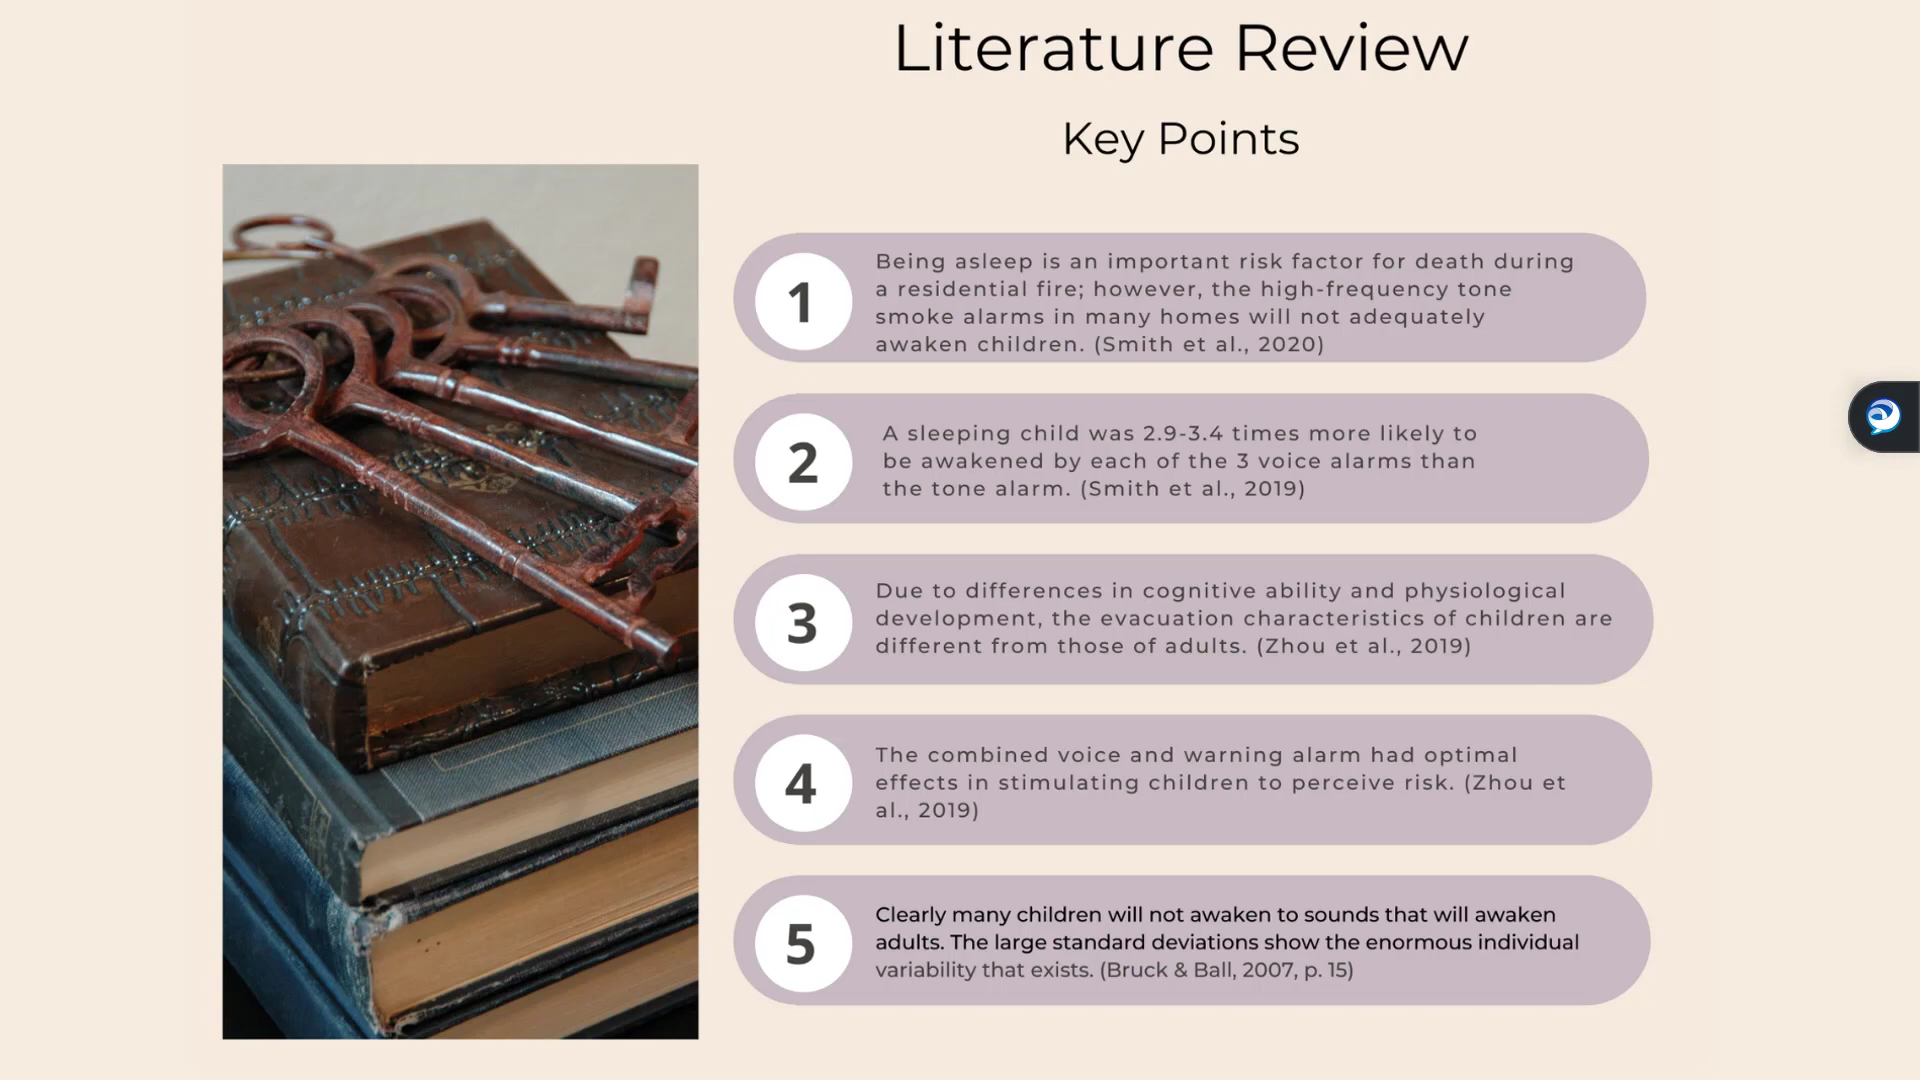 Literature Review
Key Points
1
Being asleep is an important risk factor for death during
a residential fire; however, the high-frequency tone
smoke alarms in many homes will not adequately
awaken children. (Smith et al., 2020)
2
A sleeping child was 2.9-3.4 times more likely to
be awakened by each of the 3 voice alarms than
the tone alarm. (Smith et al., 2019)
3
Due to differences in cognitive ability and physiological
development, the evacuation characteristics of children are
different from those of adults. (Zhou et al., 2019)
4
The combined voice and warning alarm had optimal
effects in stimulating children to perceive risk. (Zhou et
al., 2019)
5
Clearly many children will not awaken to sounds that will awaken
adults. The large standard deviations show the enormous individual
variability that exists. (Bruck & Ball, 2007, p. 15)